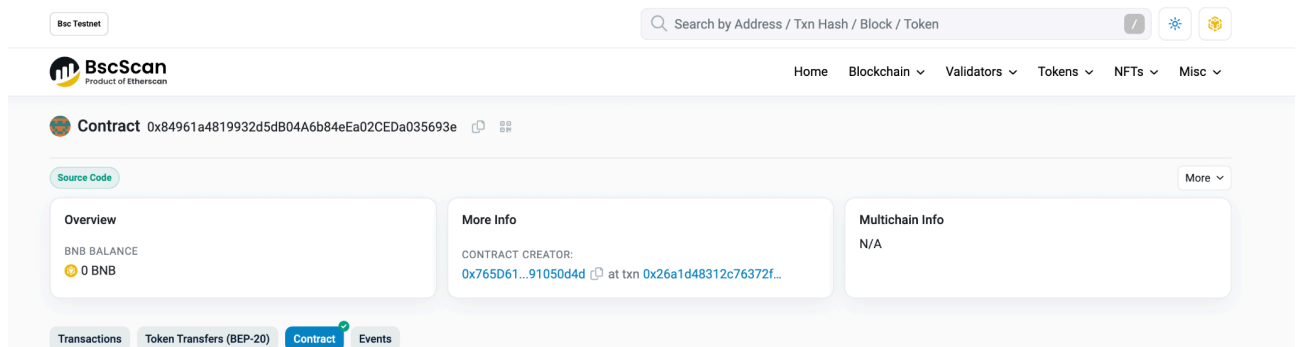 Bsc Testnet
Search by Address / Txn Hash / Block / Token
/
BscScan
Product of Etherscan
Home Blockchain Validators Tokens NFTs Misc
Contract 0x84961a4819932d5dB04A6b84eEa02CEDa035693e
Source Code
More
Overview
BNB BALANCE
0 BNB
More Info
CONTRACT CREATOR:
0x765D61...91050d4d at txn 0x26a1d48312c76372f...
Multichain Info
N/A
Transactions Token Transfers (BEP-20) Contract Events